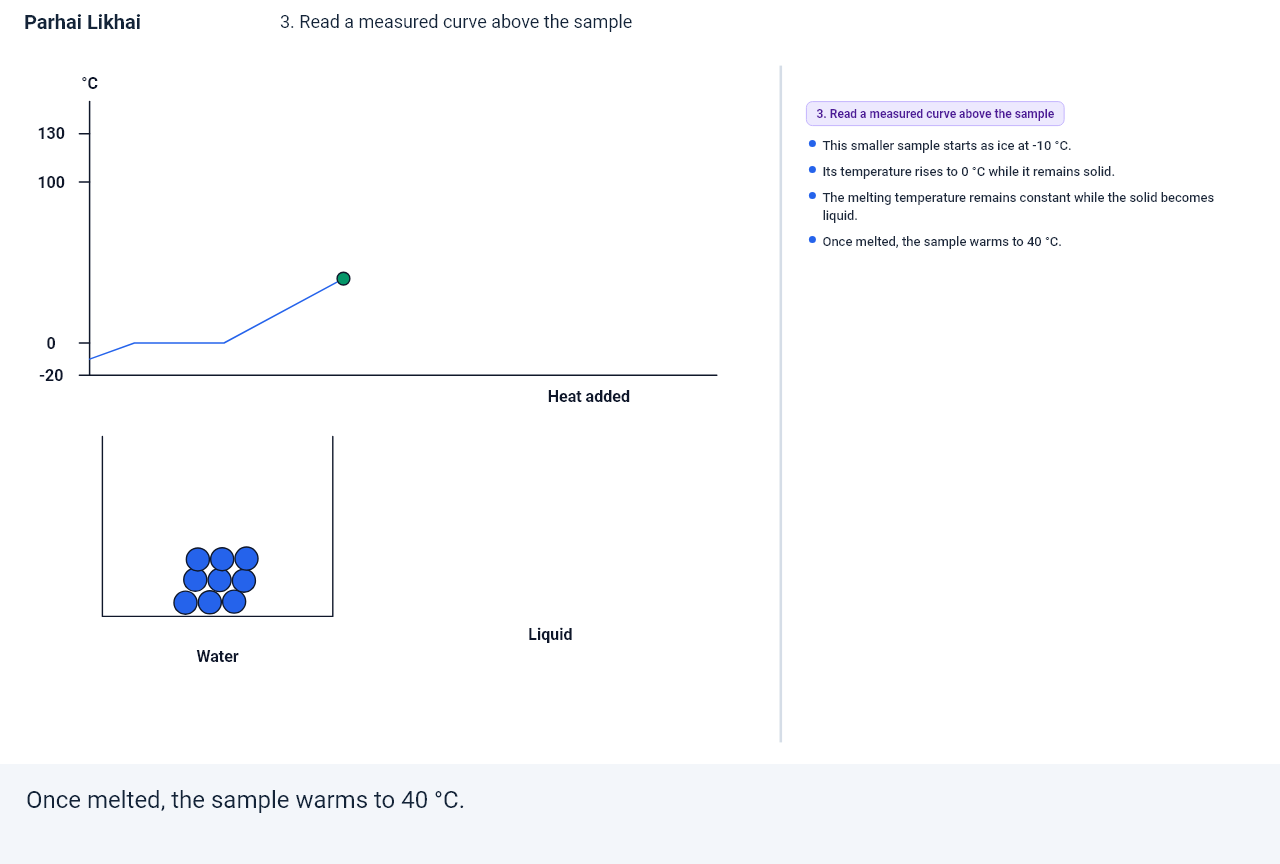 Parhai Likhai
3. Read a measured curve above the sample
°C
130
100
0
-20
Heat added
Water
Liquid
3. Read a measured curve above the sample
This smaller sample starts as ice at -10 °C.
Its temperature rises to 0 °C while it remains solid.
The melting temperature remains constant while the solid becomes
liquid.
Once melted, the sample warms to 40 °C.
Once melted, the sample warms to 40 °C.